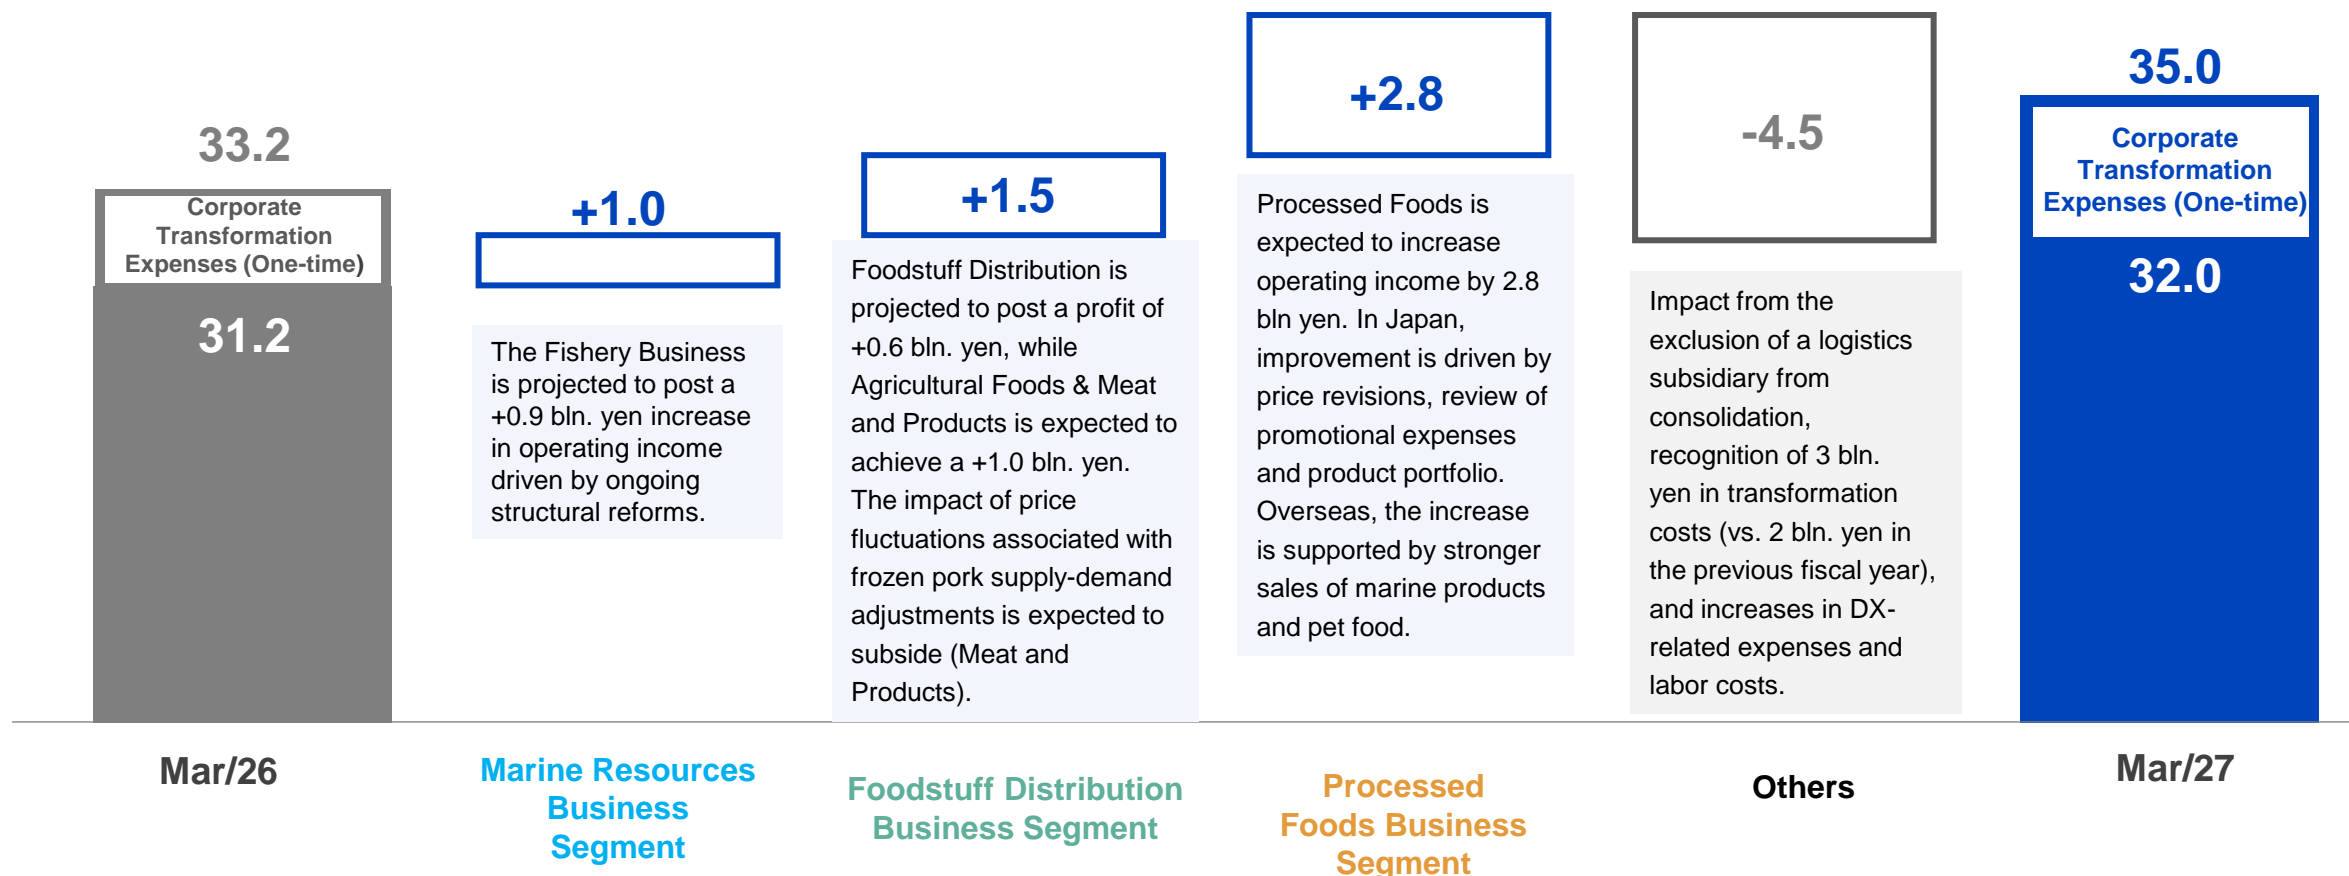 33.2
Corporate
Transformation
Expenses (One-time)
31.2
Mar/26
+1.0
The Fishery Business
is projected to post a
+0.9 bln. yen increase
in operating income
driven by ongoing
structural reforms.
Marine Resources
Business
Segment
+1.5
Foodstuff Distribution is
projected to post a profit of
+0.6 bln. yen, while
Agricultural Foods & Meat
and Products is expected to
achieve a +1.0 bln. yen.
The impact of price
fluctuations associated with
frozen pork supply-demand
adjustments is expected to
subside (Meat and
Products).
Foodstuff Distribution
Business Segment
+2.8
Processed Foods is
expected to increase
operating income by 2.8
bln yen. In Japan,
improvement is driven by
price revisions, review of
promotional expenses
and product portfolio.
Overseas, the increase
is supported by stronger
sales of marine products
and pet food.
Processed
Foods Business
Segment
-4.5
Impact from the
exclusion of a logistics
subsidiary from
consolidation,
recognition of 3 bln.
yen in transformation
costs (vs. 2 bln. yen in
the previous fiscal year),
and increases in DX-
related expenses and
labor costs.
Others
35.0
Corporate
Transformation
Expenses (One-time)
32.0
Mar/27